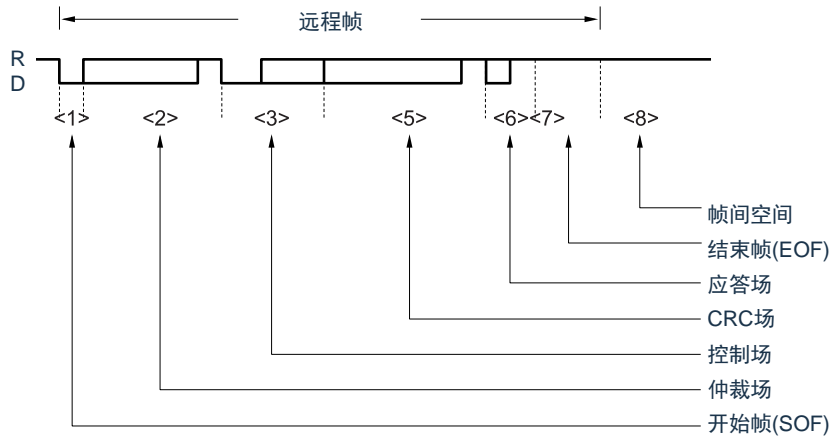 远程帧
R
D
<1> <2> <3> <5> <6><7> <8>
帧间空间
结束帧(EOF)
应答场
CRC场
控制场
仲裁场
开始帧(SOF)